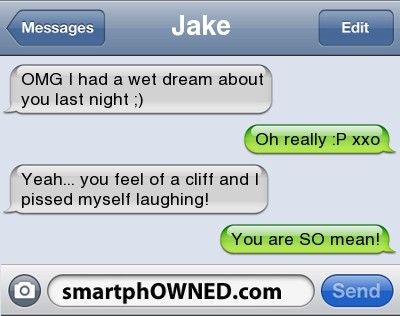 Messages
Jake
Edit
OMG I had a wet dream about
you last night ;)
Oh really :P xxo
Yeah... you feel of a cliff and I
pissed myself laughing!
You are SO mean!
smartphOWNED.com
Send